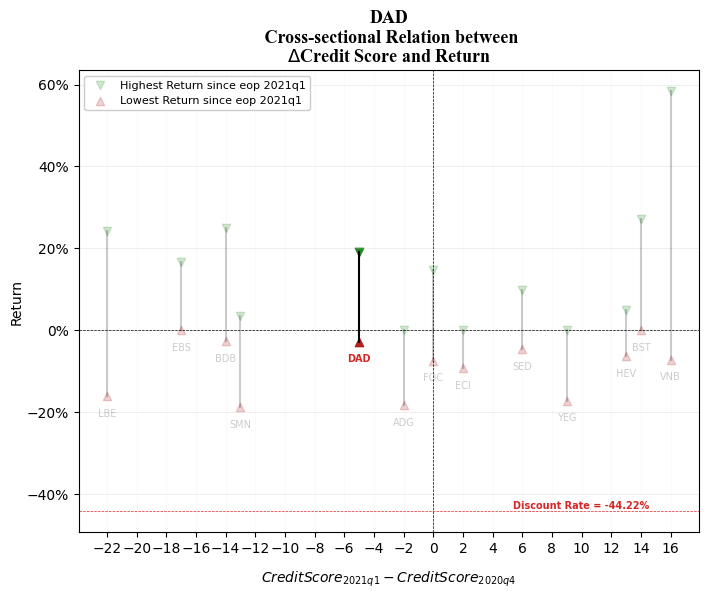 DAD
Cross-sectional Relation between
ΔCredit Score and Return
Highest Return since eop 2021q1
Lowest Return since eop 2021q1
60%
40%
20%
0%
−20%
−40%
Return
LBE
EBS
BDB
SMN
DAD
ADG
FOC
ECI
SED
YEG
HEV
BST
VNB
Discount Rate = -44.22%
−22 −20 −18 −16 −14 −12 −10 −8 −6 −4 −2 0 2 4 6 8 10 12 14 16
CreditScore2021q1 − CreditScore2020q4